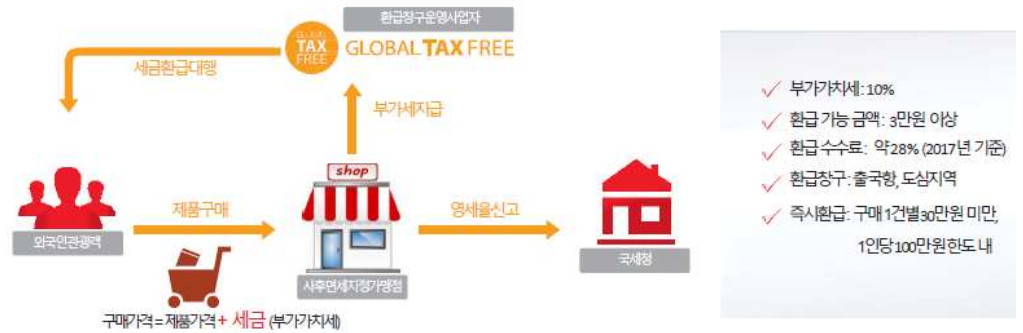 환급창구운영사업자
GLOBAL
TAX
FREE
GLOBAL TAX FREE
세금환급대행
부가세지급
shop
제품구매
영세율신고
외국인관광객
사후면세지정가맹점
국세청
구매가격 = 제품가격 + 세금 (부가가치세)
부가가치세 : 10%
환급 가능 금액 : 3만원 이상
환급 수수료 : 약 28% (2017년 기준)
환급창구 : 출국항, 도심지역
즉시환급 : 구매 1건별 30만원 미만,
1인당 100만원 한도 내